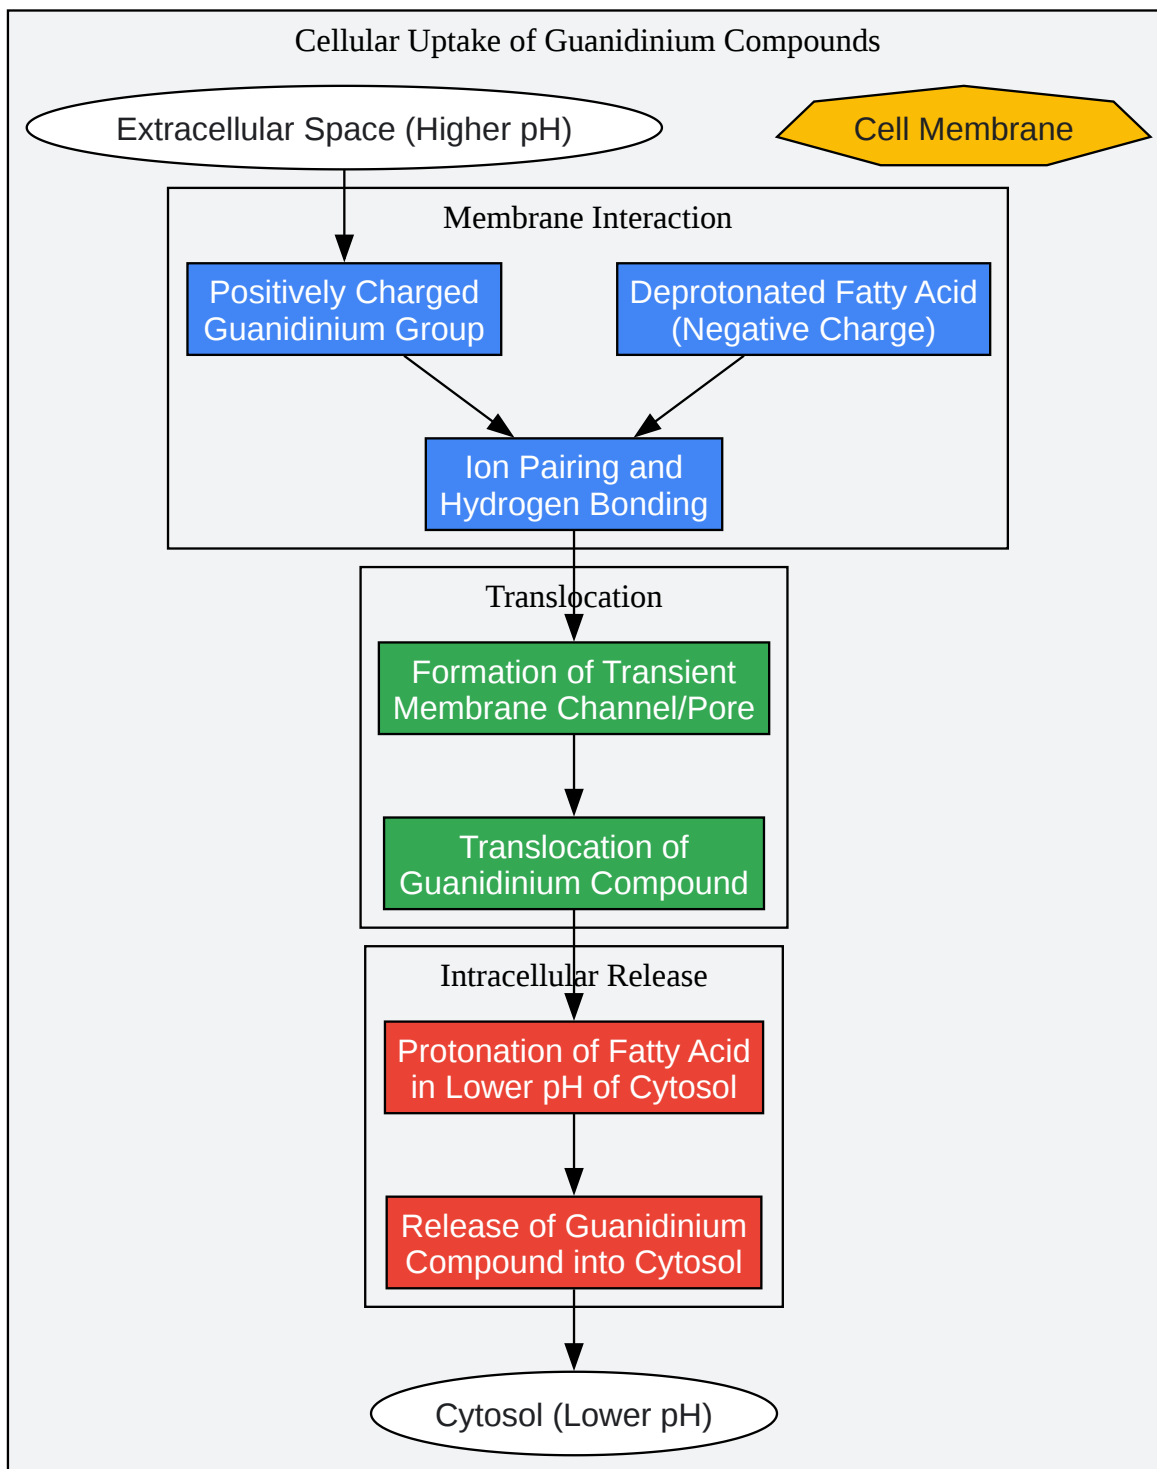 Cellular Uptake of Guanidinium Compounds
Extracellular Space (Higher pH)
Cell Membrane
Membrane Interaction
Positively Charged
Guanidinium Group
Deprotonated Fatty Acid
(Negative Charge)
Ion Pairing and
Hydrogen Bonding
Translocation
Formation of Transient
Membrane Channel/Pore
Translocation of
Guanidinium Compound
Intracellular Release
Protonation of Fatty Acid
in Lower pH of Cytosol
Release of Guanidinium
Compound into Cytosol
Cytosol (Lower pH)